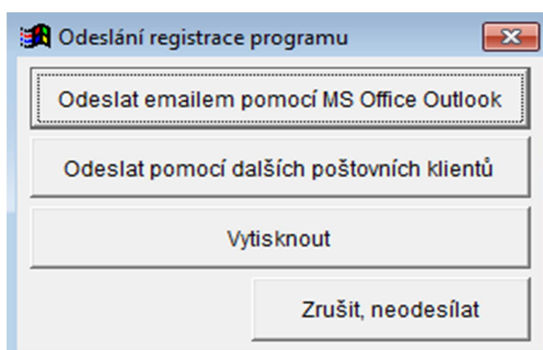 Odeslání registrace programu
Odeslat emailem pomocí MS Office Outlook
Odeslat pomocí dalších poštovních klientů
Vytisknout
Zrušit, neodesílat